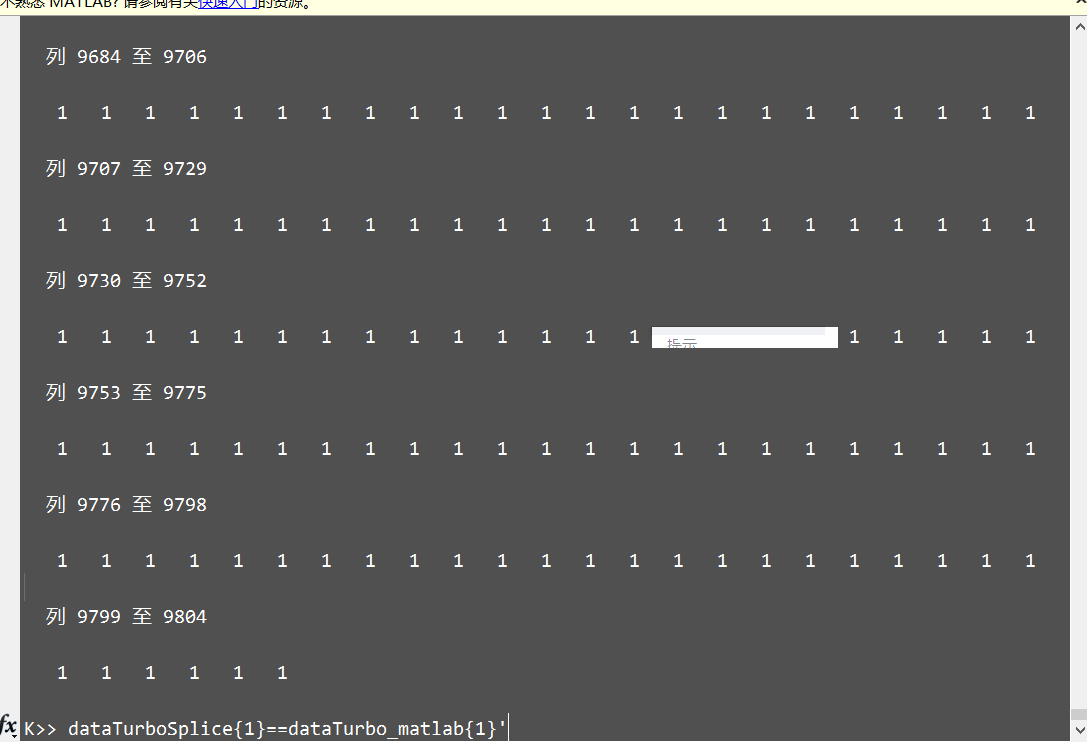 不熟悉 MATLAB? 请参阅有关快速入门的资源。
列 9684 至 9706
1 1 1 1 1 1 1 1 1 1 1 1 1 1 1 1 1 1 1 1 1 1 1
列 9707 至 9729
1 1 1 1 1 1 1 1 1 1 1 1 1 1 1 1 1 1 1 1 1 1 1
列 9730 至 9752
1 1 1 1 1 1 1 1 1 1 1 1 1 1 提示 1 1 1 1 1
列 9753 至 9775
1 1 1 1 1 1 1 1 1 1 1 1 1 1 1 1 1 1 1 1 1 1 1
列 9776 至 9798
1 1 1 1 1 1 1 1 1 1 1 1 1 1 1 1 1 1 1 1 1 1 1
列 9799 至 9804
1 1 1 1 1 1
fx K>> dataTurboSplice{1}==dataTurbo_matlab{1}'